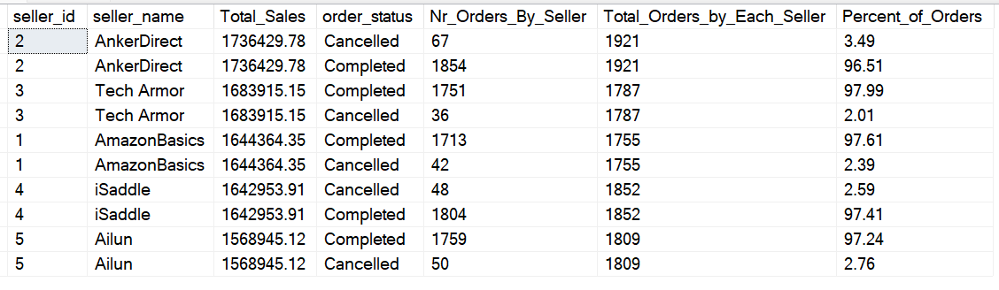 seller_id seller_name Total_Sales order_status Nr_Orders_By_Seller Total_Orders_by_Each_Seller Percent_of_Orders
2 AnkerDirect 1736429.78 Cancelled 67 1921 3.49
2 AnkerDirect 1736429.78 Completed 1854 1921 96.51
3 Tech Armor 1683915.15 Completed 1751 1787 97.99
3 Tech Armor 1683915.15 Cancelled 36 1787 2.01
1 AmazonBasics 1644364.35 Completed 1713 1755 97.61
1 AmazonBasics 1644364.35 Cancelled 42 1755 2.39
4 iSaddle 1642953.91 Cancelled 48 1852 2.59
4 iSaddle 1642953.91 Completed 1804 1852 97.41
5 Ailun 1568945.12 Completed 1759 1809 97.24
5 Ailun 1568945.12 Cancelled 50 1809 2.76